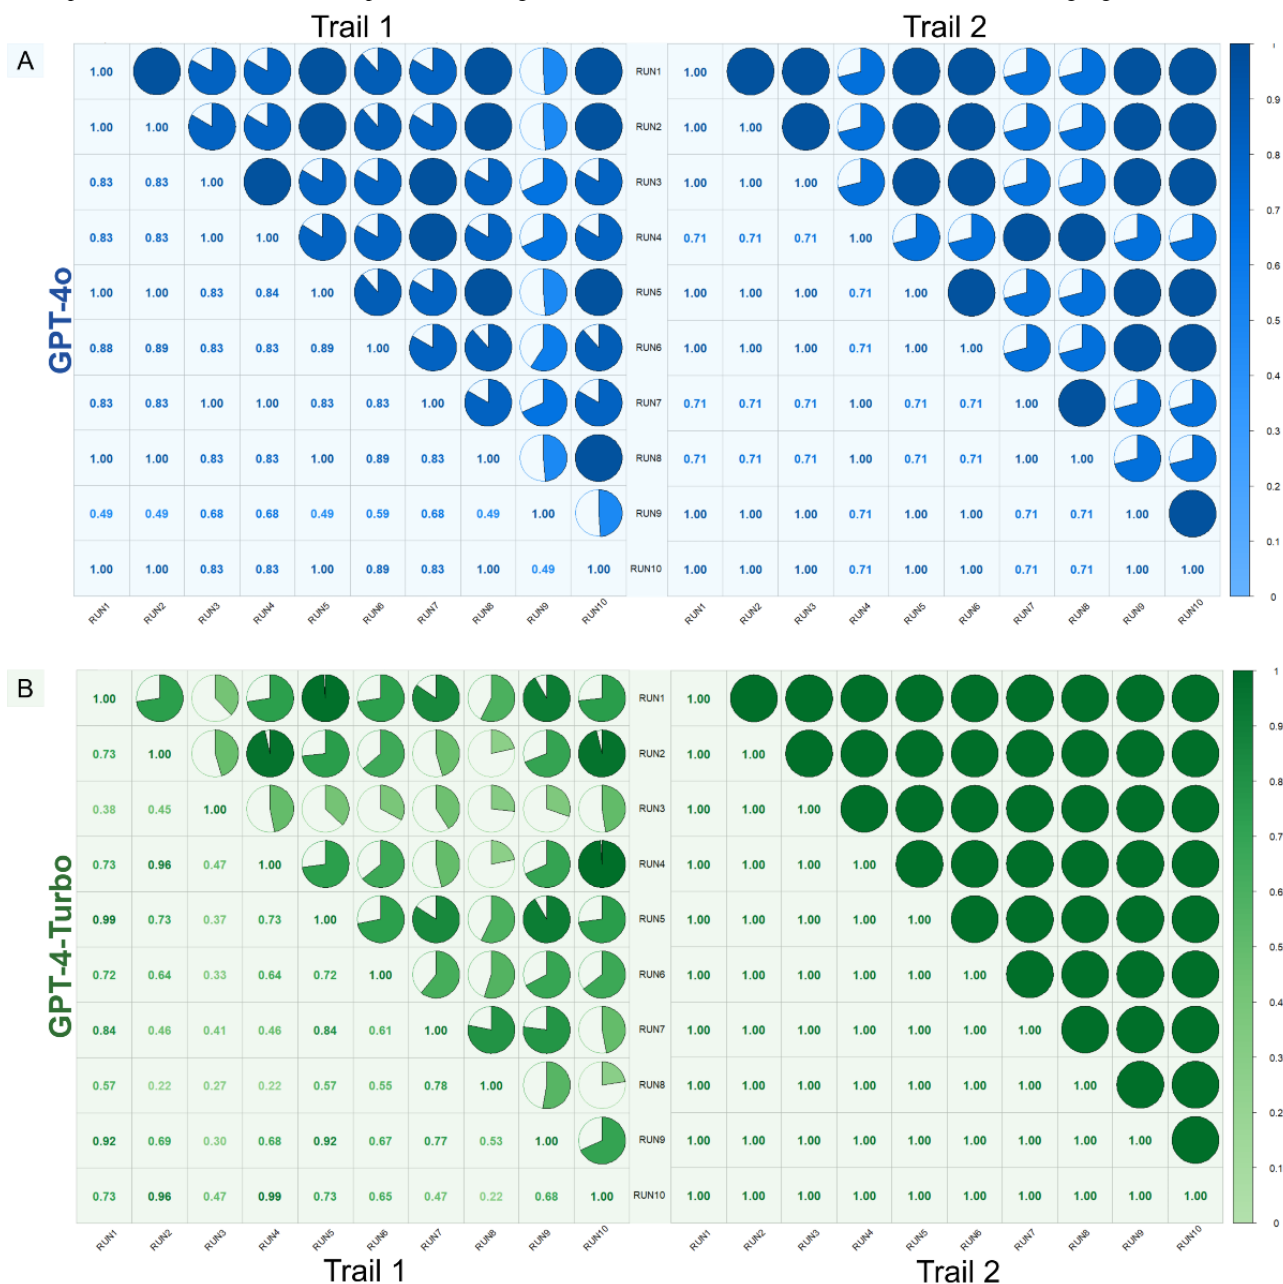 Trail 1 Trail 2
A
1.00 RUN1 1.00 1
1.00 1.00 RUN2 1.00 1.00 0.9
0.83 0.83 1.00 RUN3 1.00 1.00 1.00 0.8
0.7
0.83 0.83 1.00 1.00 RUN4 0.71 0.71 0.71 1.00 0.6
GPT-4o
1.00 1.00 0.83 0.84 1.00 RUN5 1.00 1.00 1.00 0.71 1.00 0.5
0.88 0.89 0.83 0.83 0.89 1.00 RUN6 1.00 1.00 1.00 0.71 1.00 1.00 0.4
0.83 0.83 1.00 1.00 0.83 0.83 1.00 RUN7 0.71 0.71 0.71 1.00 0.71 0.71 1.00 0.3
1.00 1.00 0.83 0.83 1.00 0.89 0.83 1.00 RUN8 0.71 0.71 0.71 1.00 0.71 0.71 1.00 1.00
0.2
0.49 0.49 0.68 0.68 0.49 0.59 0.68 0.49 1.00 RUN9 1.00 1.00 1.00 0.71 1.00 1.00 0.71 0.71 1.00 0.1
1.00 1.00 0.83 0.83 1.00 0.89 0.83 1.00 0.49 1.00 RUN10 1.00 1.00 1.00 0.71 1.00 1.00 0.71 0.71 1.00 1.00 0
RUN1 RUN2 RUN3 RUN4 RUN5 RUN6 RUN7 RUN8 RUN9 RUN10 RUN1 RUN2 RUN3 RUN4 RUN5 RUN6 RUN7 RUN8 RUN9 RUN10
B
1.00 RUN1 1.00 1
0.73 1.00 RUN2 1.00 1.00 0.9
0.38 0.45 1.00 RUN3 1.00 1.00 1.00 0.8
0.7
0.73 0.96 0.47 1.00 RUN4 1.00 1.00 1.00 1.00 0.6
GPT-4-Turbo
0.99 0.73 0.37 0.73 1.00 RUN5 1.00 1.00 1.00 1.00 1.00 0.5
0.72 0.64 0.33 0.64 0.72 1.00 RUN6 1.00 1.00 1.00 1.00 1.00 1.00 0.4
0.84 0.46 0.41 0.46 0.84 0.61 1.00 RUN7 1.00 1.00 1.00 1.00 1.00 1.00 1.00 0.3
0.57 0.22 0.27 0.22 0.57 0.55 0.78 1.00 RUN8 1.00 1.00 1.00 1.00 1.00 1.00 1.00 1.00
0.2
0.92 0.69 0.30 0.68 0.92 0.67 0.77 0.53 1.00 RUN9 1.00 1.00 1.00 1.00 1.00 1.00 1.00 1.00 1.00 0.1
0.73 0.96 0.47 0.99 0.73 0.65 0.47 0.22 0.68 1.00 RUN10 1.00 1.00 1.00 1.00 1.00 1.00 1.00 1.00 1.00 1.00 0
RUN1 RUN2 RUN3 RUN4 RUN5 RUN6 RUN7 RUN8 RUN9 RUN10 RUN1 RUN2 RUN3 RUN4 RUN5 RUN6 RUN7 RUN8 RUN9 RUN10
Trail 1 Trail 2